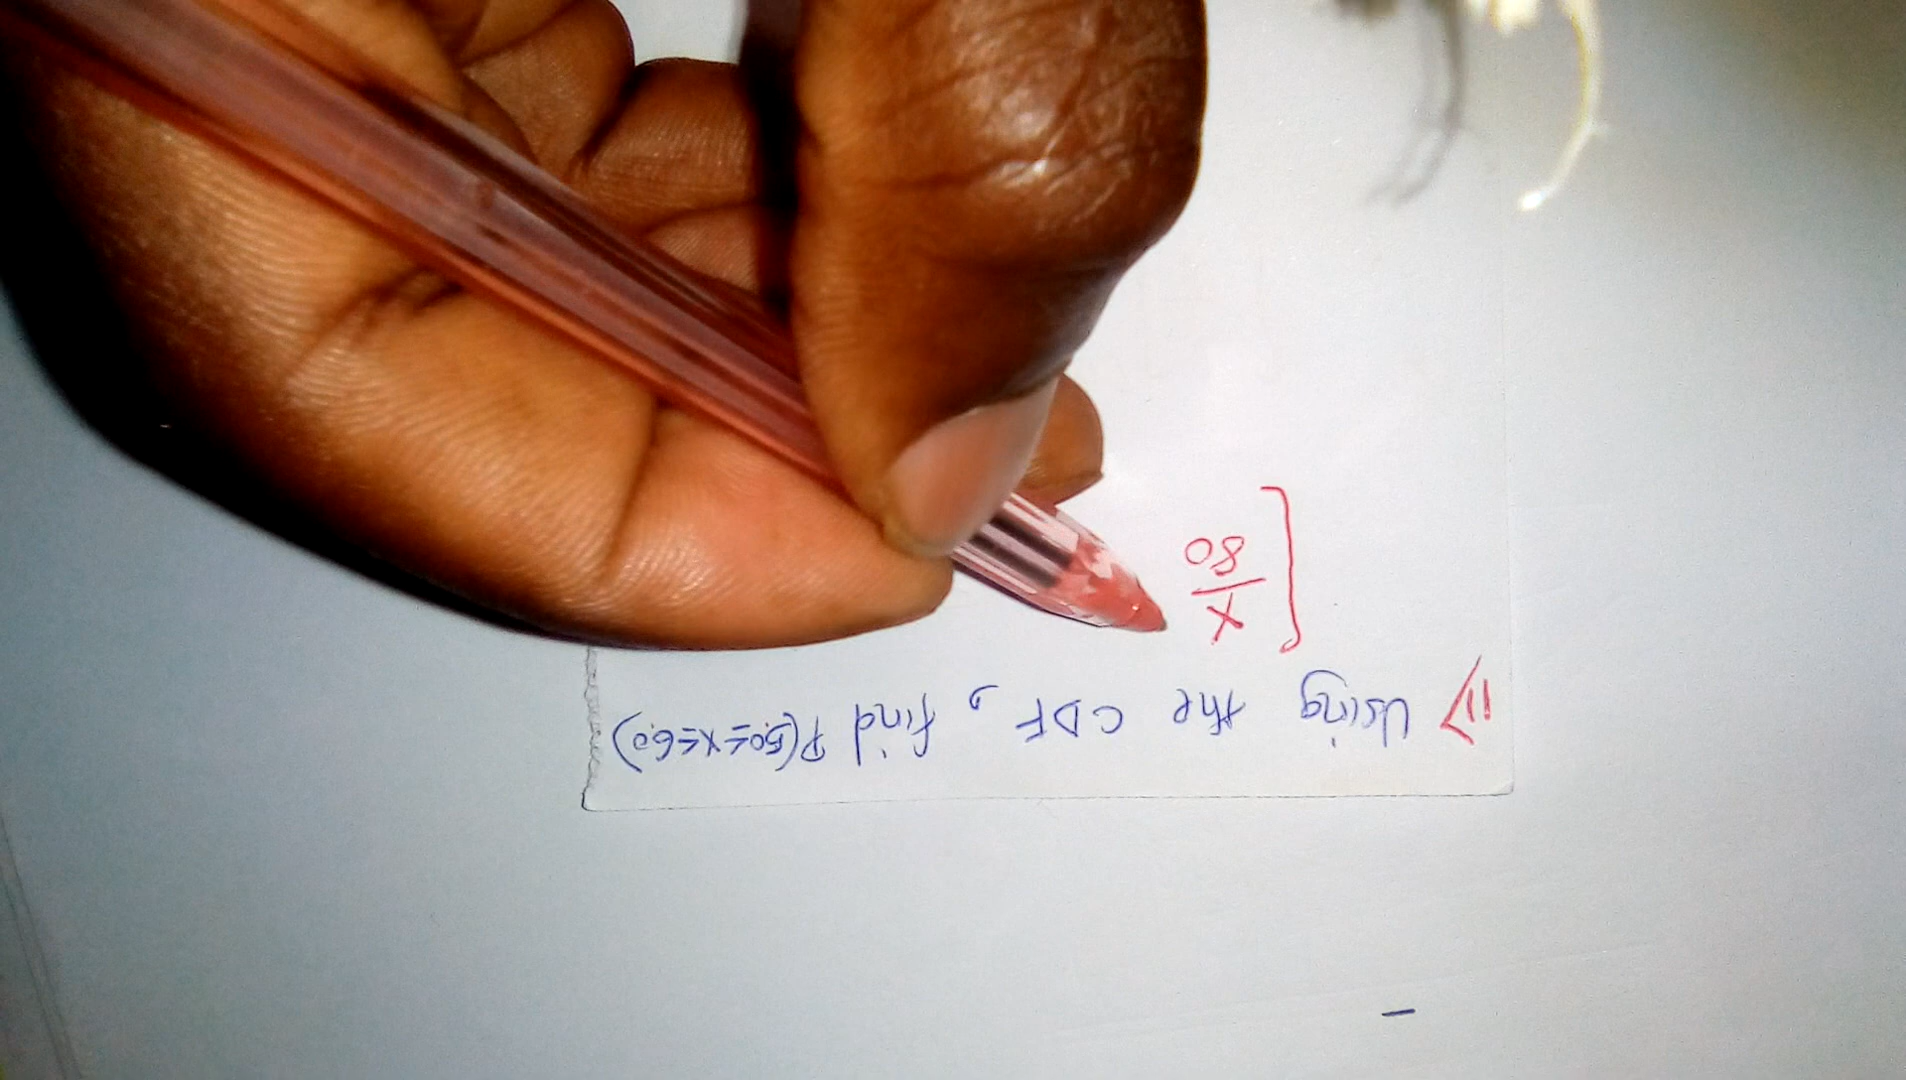 ii) Using the CDF, find P(50≤x≤60)
[x/80